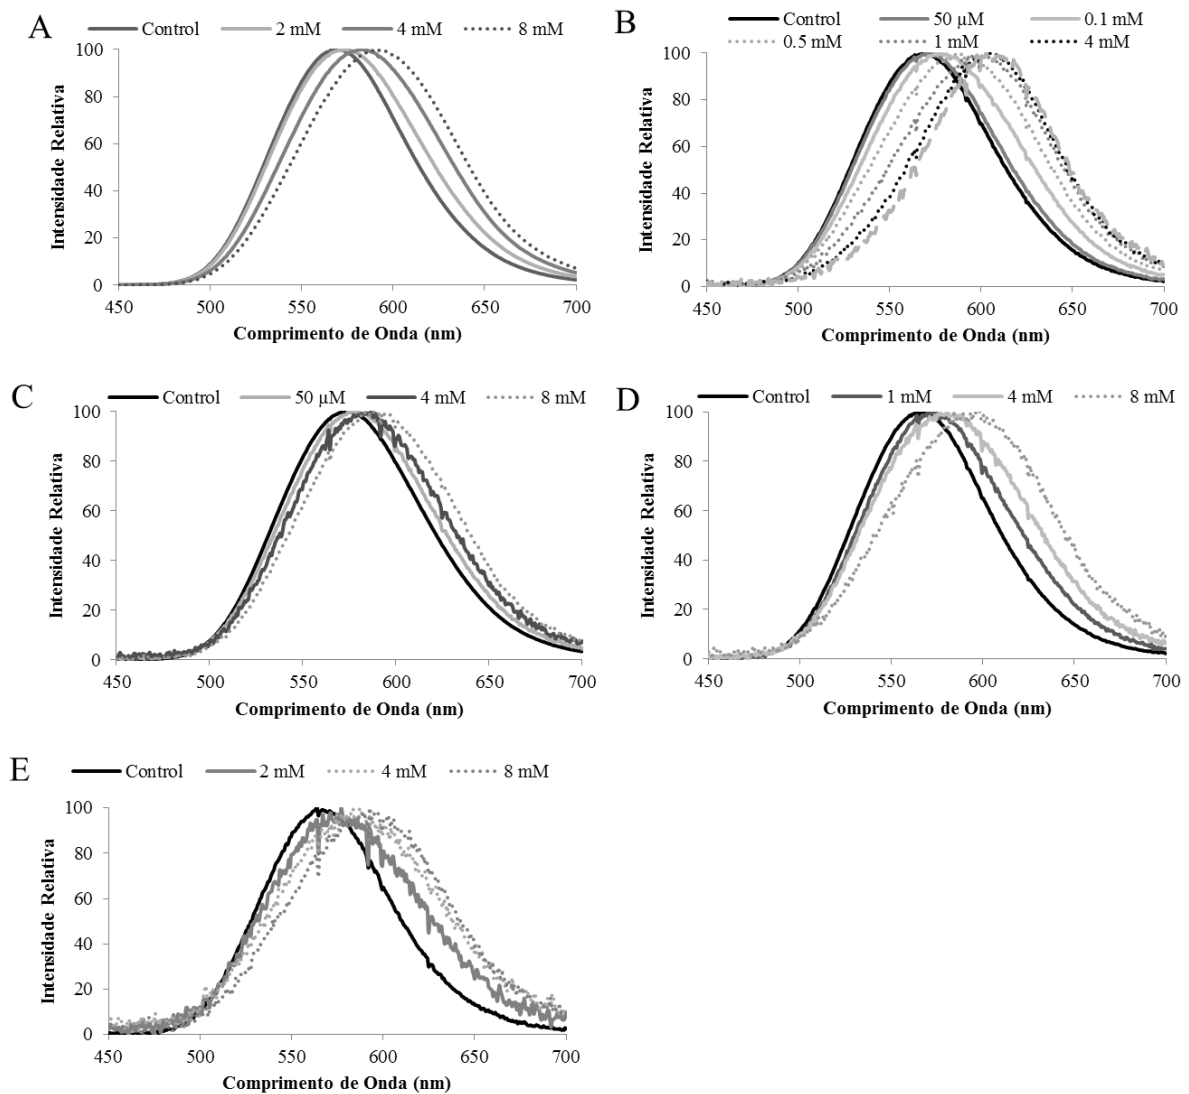 A
Control 2 mM 4 mM 8 mM
Intensidade Relativa
100
80
60
40
20
0
450 500 550 600 650 700
Comprimento de Onda (nm)
B
Control 50 µM 0.1 mM
0.5 mM 1 mM 4 mM
Intensidade Relativa
100
80
60
40
20
0
450 500 550 600 650 700
Comprimento de Onda (nm)
C
Control 50 µM 4 mM 8 mM
Intensidade Relativa
100
80
60
40
20
0
450 500 550 600 650 700
Comprimento de Onda (nm)
D
Control 1 mM 4 mM 8 mM
Intensidade Relativa
100
80
60
40
20
0
450 500 550 600 650 700
Comprimento de Onda (nm)
E
Control 2 mM 4 mM 8 mM
Intensidade Relativa
100
80
60
40
20
0
450 500 550 600 650 700
Comprimento de Onda (nm)